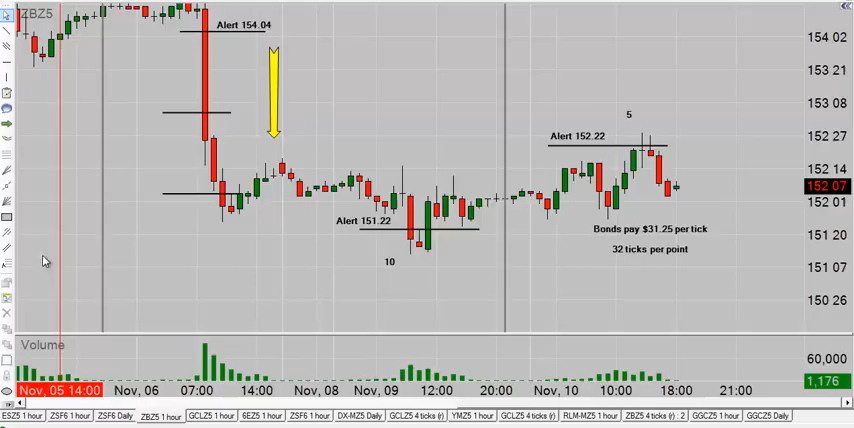 ZBZ5
Alert 154.04
154 02
153 21
153 08
5
Alert 152.22
152 27
152 14
152 07
152 01
Alert 151.22
Bonds pay $31.25 per tick
32 ticks per point
151 20
10
151 07
150 26
Volume
60,000
1,176
Nov, 05 14:00 Nov, 06 07:00 14:00 Nov, 08 Nov, 09 12:00 20:00 Nov, 10 10:00 18:00 21:00
ESZ5 1 hour ZSF6 1 hour ZSF6 Daily ZBZ5 1 hour GCLZ5 1 hour 6EZ5 1 hour ZSF6 1 hour DX-MZ5 Daily GCLZ5 4 ticks (r) YMZ5 1 hour GCLZ5 4 ticks (r) RLM-MZ5 1 hour ZBZ5 4 ticks (r) : 2 GGCZ5 1 hour GGCZ5 Daily